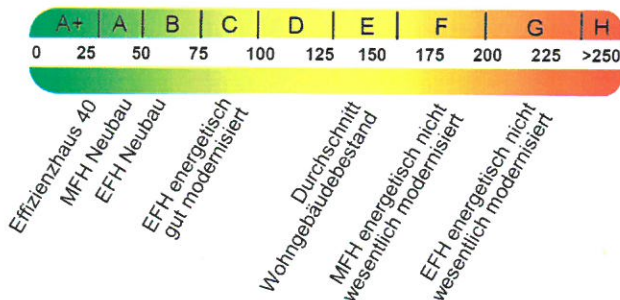 A+ A B C D E F G H
0 25 50 75 100 125 150 175 200 225 >250
Effizienzhaus 40
MFH Neubau
EFH Neubau
EFH energetisch
gut modernisiert
Durchschnitt
Wohngebäudebestand
MFH energetisch nicht
wesentlich modernisiert
EFH energetisch nicht
wesentlich modernisiert